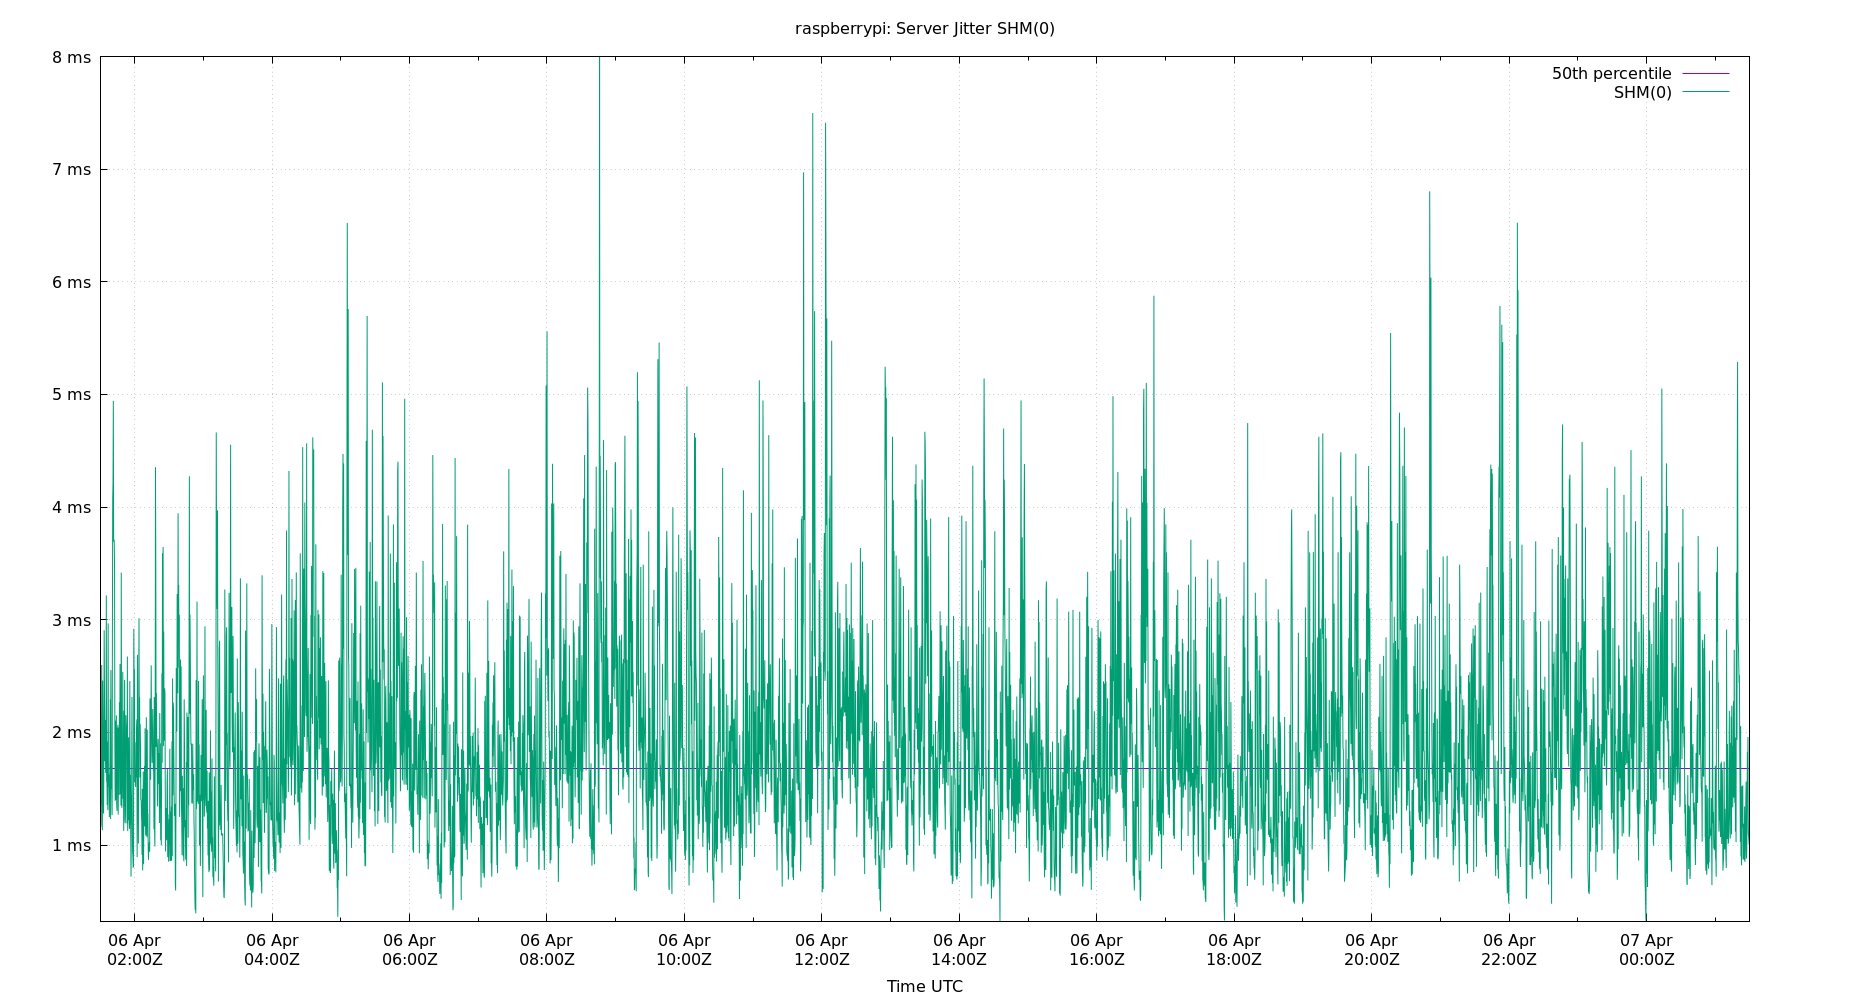 raspberrypi: Server Jitter SHM(0)
8 ms
7 ms
6 ms
5 ms
4 ms
3 ms
2 ms
1 ms
50th percentile
SHM(0)
06 Apr 06 Apr 06 Apr 06 Apr 06 Apr 06 Apr 06 Apr 06 Apr 06 Apr 06 Apr 06 Apr 07 Apr
02:00Z 04:00Z 06:00Z 08:00Z 10:00Z 12:00Z 14:00Z 16:00Z 18:00Z 20:00Z 22:00Z 00:00Z
Time UTC